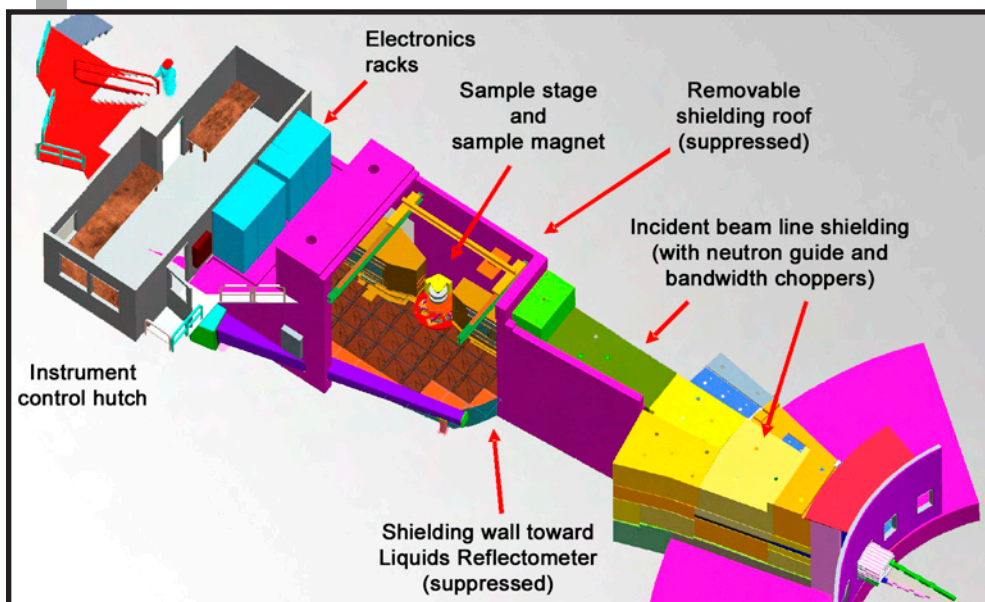 Electronics
racks
Sample stage
and
sample magnet
Removable
shielding roof
(suppressed)
Incident beam line shielding
(with neutron guide and
bandwidth choppers)
Instrument
control hutch
Shielding wall toward
Liquids Reflectometer
(suppressed)